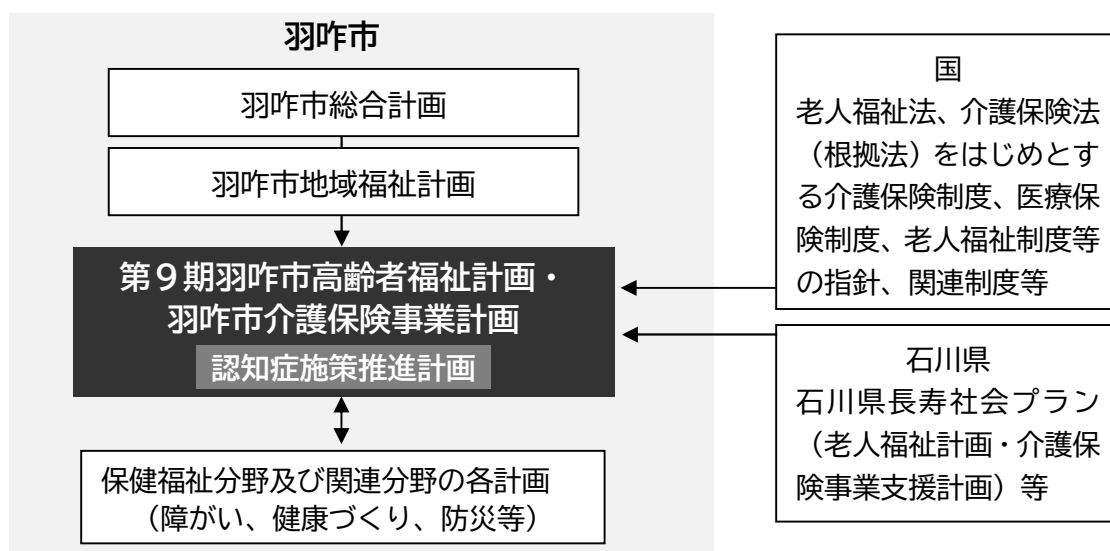 羽咋市
羽咋市総合計画
羽咋市地域福祉計画
第９期羽咋市高齢者福祉計画・
羽咋市介護保険事業計画
認知症施策推進計画
保健福祉分野及び関連分野の各計画
（障がい、健康づくり、防災等）
国
老人福祉法、介護保険法
（根拠法）をはじめとす
る介護保険制度、医療保
険制度、老人福祉制度等
の指針、関連制度等
石川県
石川県長寿社会プラン
（老人福祉計画・介護保
険事業支援計画）等